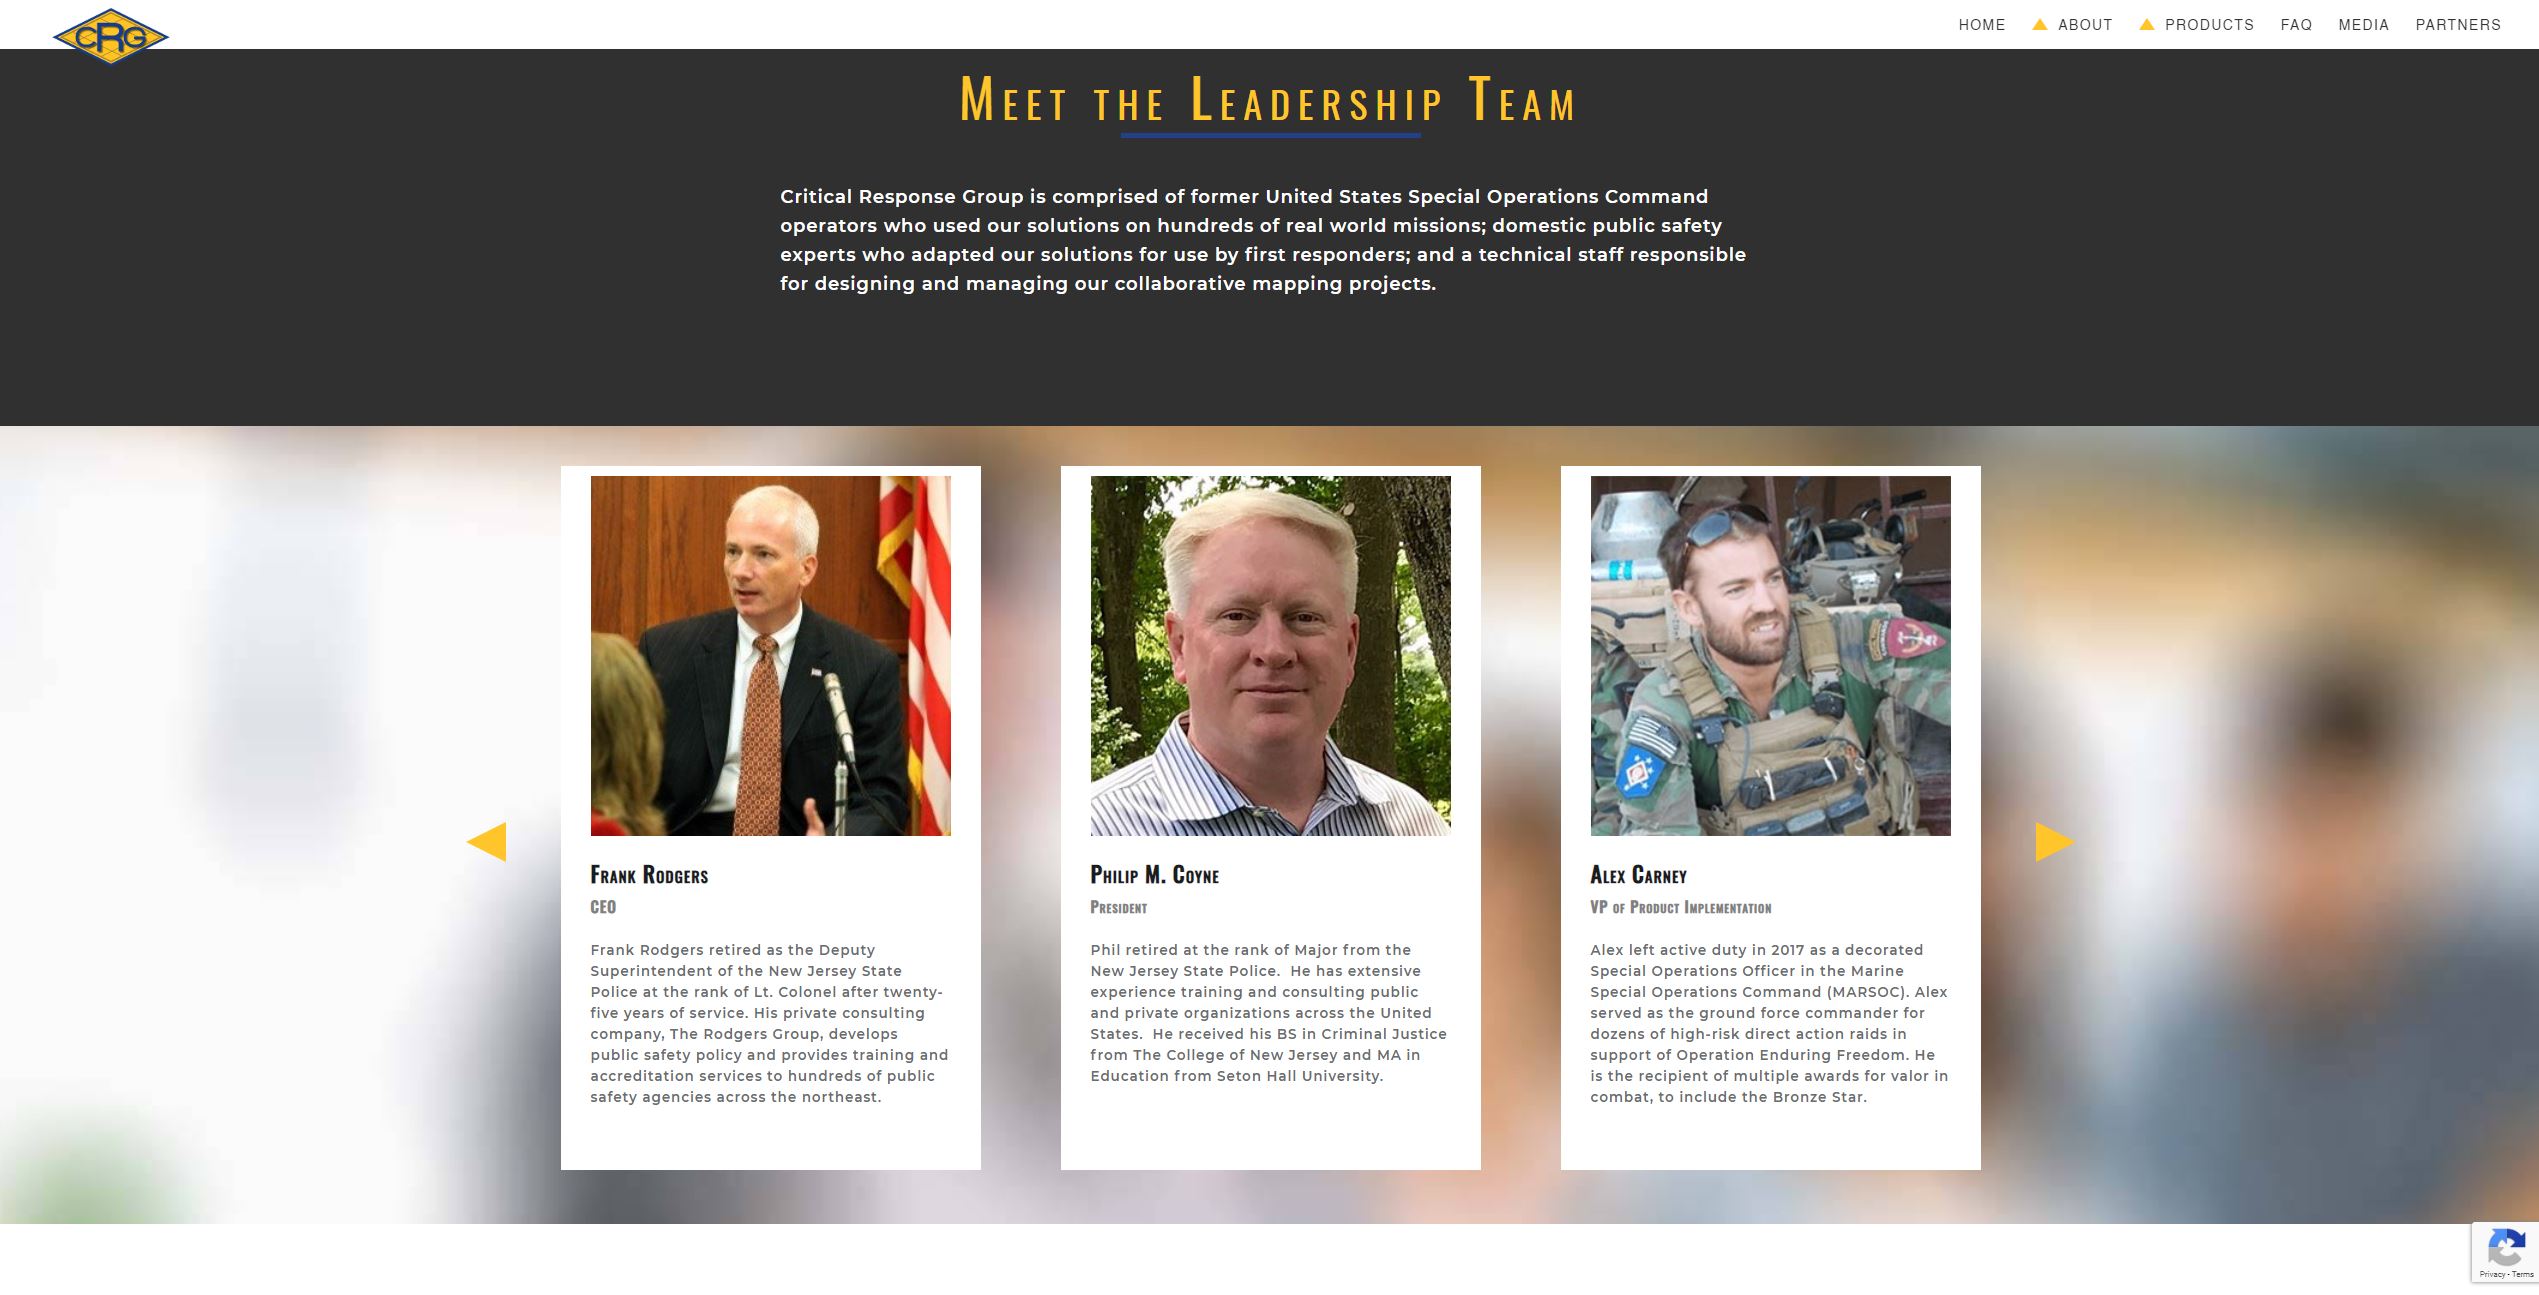 CRG
HOME ABOUT PRODUCTS FAQ MEDIA PARTNERS
Meet the Leadership Team
Critical Response Group is comprised of former United States Special Operations Command
operators who used our solutions on hundreds of real world missions; domestic public safety
experts who adapted our solutions for use by first responders; and a technical staff responsible
for designing and managing our collaborative mapping projects.
Frank Rodgers
CEO
Frank Rodgers retired as the Deputy
Superintendent of the New Jersey State
Police at the rank of Lt. Colonel after twenty-
five years of service. His private consulting
company, The Rodgers Group, develops
public safety policy and provides training and
accreditation services to hundreds of public
safety agencies across the northeast.
Philip M. Coyne
President
Phil retired at the rank of Major from the
New Jersey State Police.  He has extensive
experience training and consulting public
and private organizations across the United
States.  He received his BS in Criminal Justice
from The College of New Jersey and MA in
Education from Seton Hall University.
Alex Carney
VP of Product Implementation
Alex left active duty in 2017 as a decorated
Special Operations Officer in the Marine
Special Operations Command (MARSOC). Alex
served as the ground force commander for
dozens of high-risk direct action raids in
support of Operation Enduring Freedom. He
is the recipient of multiple awards for valor in
combat, to include the Bronze Star.
Privacy - Terms